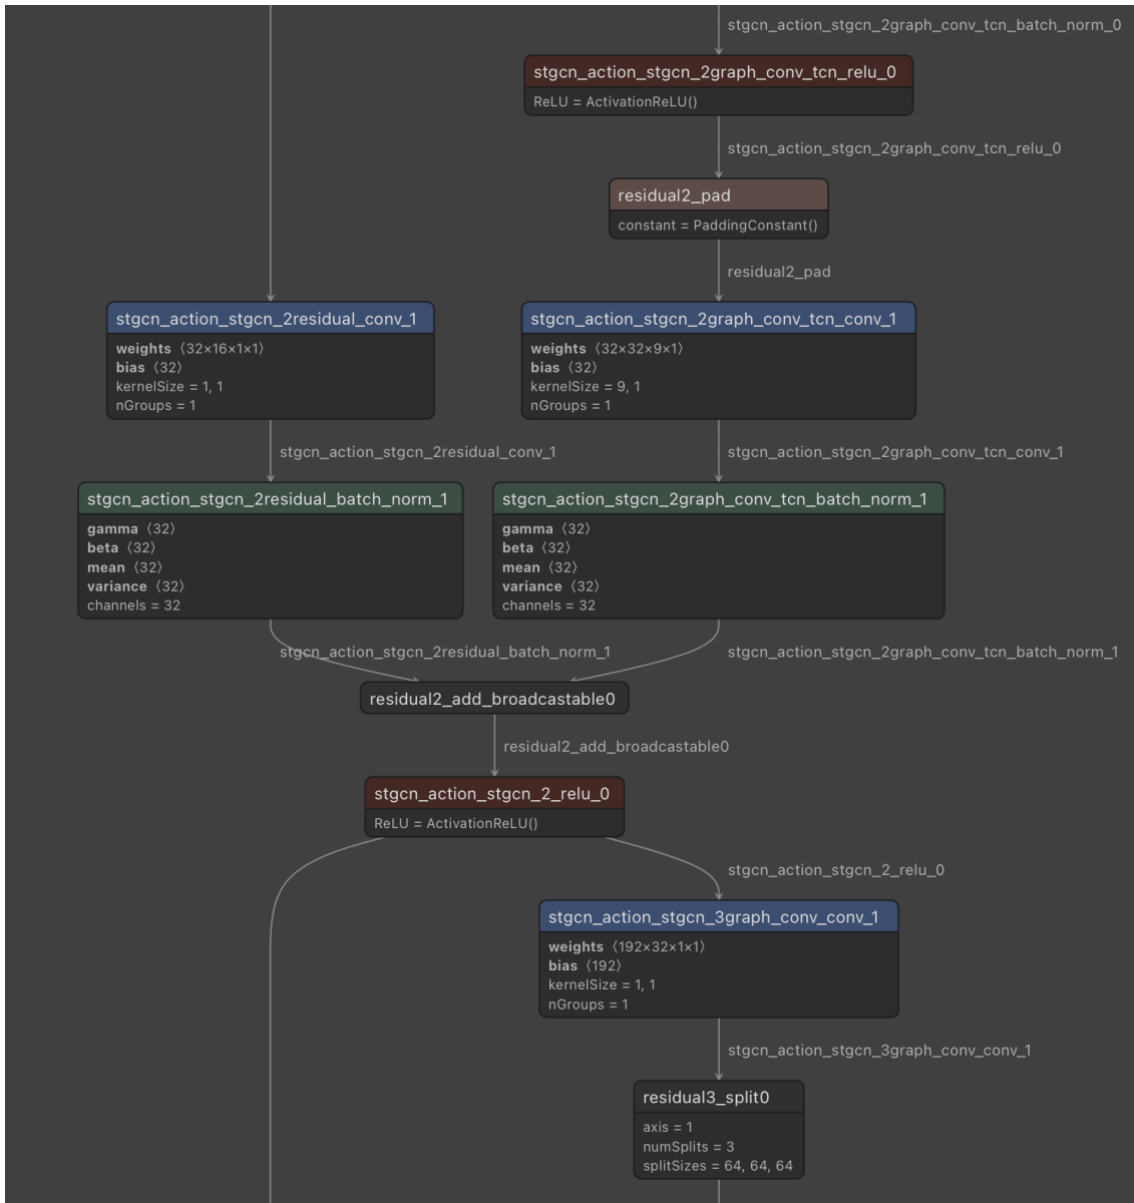 stgcn_action_stgcn_2graph_conv_tcn_batch_norm_0
stgcn_action_stgcn_2graph_conv_tcn_relu_0
ReLU = ActivationReLU()
stgcn_action_stgcn_2graph_conv_tcn_relu_0
residual2_pad
constant = PaddingConstant()
residual2_pad
stgcn_action_stgcn_2residual_conv_1
weights ⟨32×16×1×1⟩
bias ⟨32⟩
kernelSize = 1, 1
nGroups = 1
stgcn_action_stgcn_2graph_conv_tcn_conv_1
weights ⟨32×32×9×1⟩
bias ⟨32⟩
kernelSize = 9, 1
nGroups = 1
stgcn_action_stgcn_2residual_conv_1
stgcn_action_stgcn_2graph_conv_tcn_conv_1
stgcn_action_stgcn_2residual_batch_norm_1
gamma ⟨32⟩
beta ⟨32⟩
mean ⟨32⟩
variance ⟨32⟩
channels = 32
stgcn_action_stgcn_2graph_conv_tcn_batch_norm_1
gamma ⟨32⟩
beta ⟨32⟩
mean ⟨32⟩
variance ⟨32⟩
channels = 32
stgcn_action_stgcn_2residual_batch_norm_1
stgcn_action_stgcn_2graph_conv_tcn_batch_norm_1
residual2_add_broadcastable0
residual2_add_broadcastable0
stgcn_action_stgcn_2_relu_0
ReLU = ActivationReLU()
stgcn_action_stgcn_2_relu_0
stgcn_action_stgcn_3graph_conv_conv_1
weights ⟨192×32×1×1⟩
bias ⟨192⟩
kernelSize = 1, 1
nGroups = 1
stgcn_action_stgcn_3graph_conv_conv_1
residual3_split0
axis = 1
numSplits = 3
splitSizes = 64, 64, 64